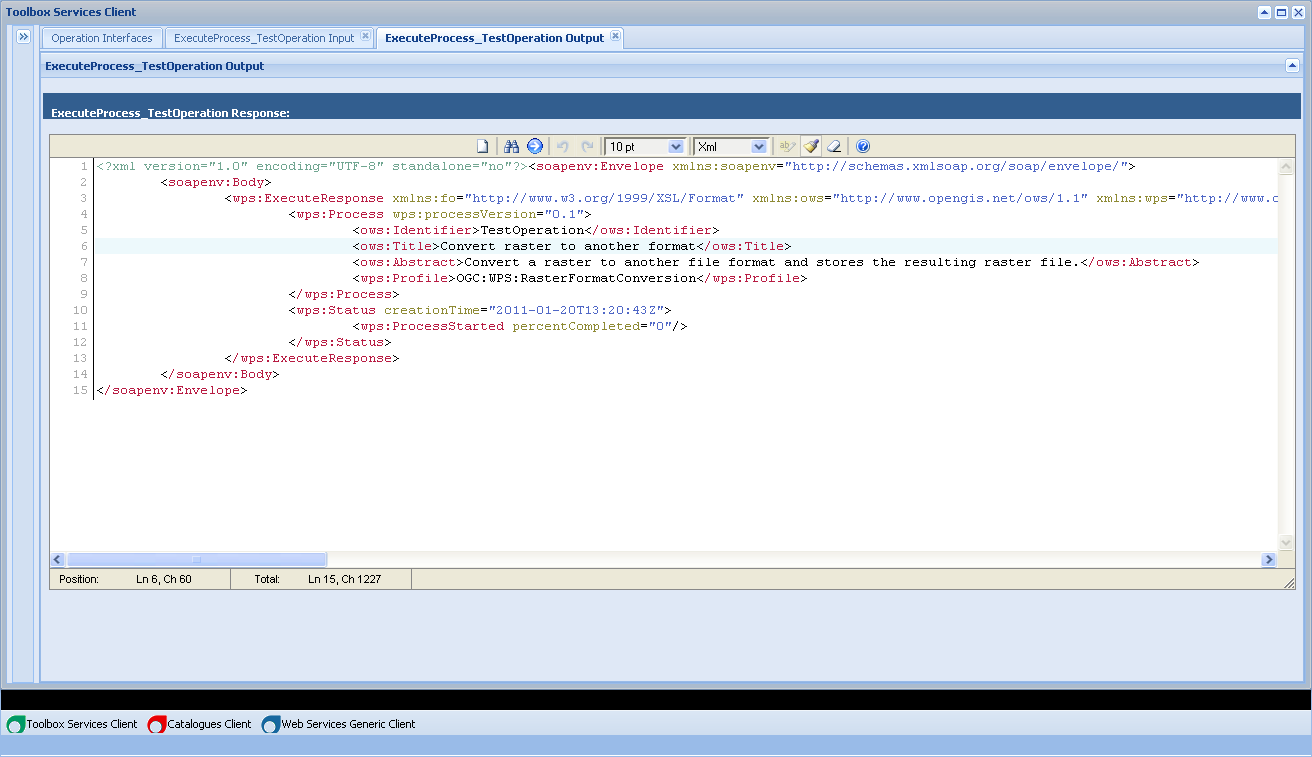 Toolbox Services Client
Operation Interfaces ExecuteProcess_TestOperation Input ExecuteProcess_TestOperation Output
ExecuteProcess_TestOperation Output
ExecuteProcess_TestOperation Response:
10 pt Xml
1 <?xml version="1.0" encoding="UTF-8" standalone="no"?><soapenv:Envelope xmlns:soapenv="http://schemas.xmlsoap.org/soap/envelope/">
2 <soapenv:Body>
3 <wps:ExecuteResponse xmlns:fo="http://www.w3.org/1999/XSL/Format" xmlns:ows="http://www.opengis.net/ows/1.1" xmlns:wps="http://www.o
4 <wps:Process wps:processVersion="0.1">
5 <ows:Identifier>TestOperation</ows:Identifier>
6 <ows:Title>Convert raster to another format</ows:Title>
7 <ows:Abstract>Convert a raster to another file format and stores the resulting raster file.</ows:Abstract>
8 <wps:Profile>OGC:WPS:RasterFormatConversion</wps:Profile>
9 </wps:Process>
10 <wps:Status creationTime="2011-01-20T13:20:43Z">
11 <wps:ProcessStarted percentCompleted="0"/>
12 </wps:Status>
13 </wps:ExecuteResponse>
14 </soapenv:Body>
15 </soapenv:Envelope>
Position: Ln 6, Ch 60 Total: Ln 15, Ch 1227
Toolbox Services Client Catalogues Client Web Services Generic Client